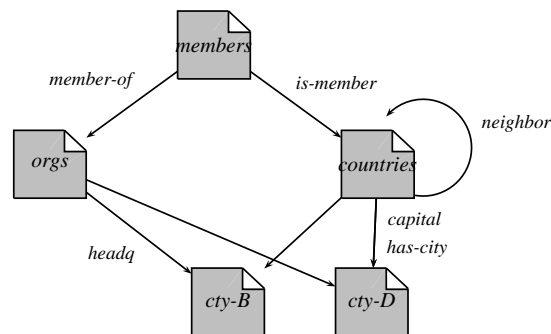 members
member-of
is-member
neighbor
orgs
countries
capital
has-city
headq
cty-B
cty-D